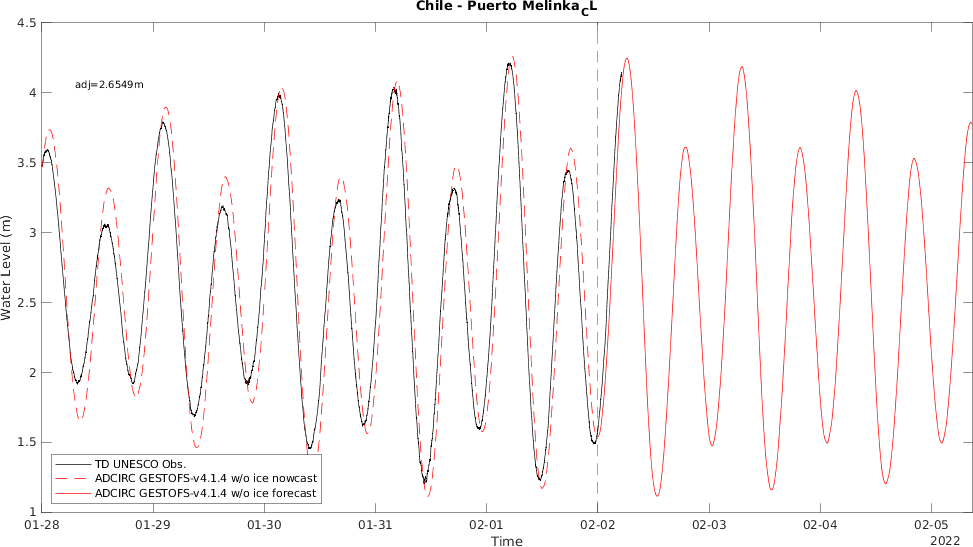 Chile - Puerto Melinka_CL
4.5
4
3.5
3
2.5
2
1.5
1
Water Level (m)
adj=2.6549m
TD UNESCO Obs.
ADCIRC GESTOFS-v4.1.4 w/o ice nowcast
ADCIRC GESTOFS-v4.1.4 w/o ice forecast
01-28 01-29 01-30 01-31 02-01 02-02 02-03 02-04 02-05
Time
2022